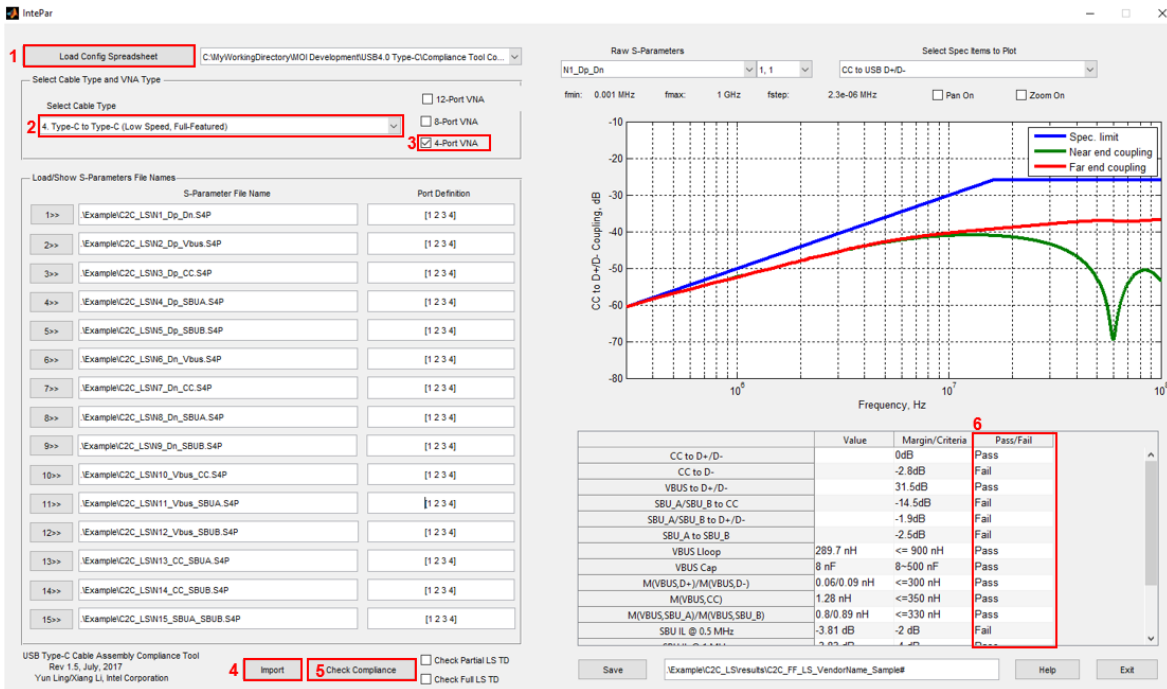 IntePar
1
Load Config Spreadsheet
C:\MyWorkingDirectory\MOI Development\USB4.0 Type-C\Compliance Tool Co...
Select Cable Type and VNA Type
Select Cable Type
12-Port VNA
8-Port VNA
2
4. Type-C to Type-C (Low Speed, Full-Featured)
3
4-Port VNA
Load/Show S-Parameters File Names
S-Parameter File Name
Port Definition
1>>
.\Example\C2C_LS\N1_Dp_Dn.S4P
[1 2 3 4]
2>>
.\Example\C2C_LS\N2_Dp_Vbus.S4P
[1 2 3 4]
3>>
.\Example\C2C_LS\N3_Dp_CC.S4P
[1 2 3 4]
4>>
.\Example\C2C_LS\N4_Dp_SBUA.S4P
[1 2 3 4]
5>>
.\Example\C2C_LS\N5_Dp_SBUB.S4P
[1 2 3 4]
6>>
.\Example\C2C_LS\N6_Dn_Vbus.S4P
[1 2 3 4]
7>>
.\Example\C2C_LS\N7_Dn_CC.S4P
[1 2 3 4]
8>>
.\Example\C2C_LS\N8_Dn_SBUA.S4P
[1 2 3 4]
9>>
.\Example\C2C_LS\N9_Dn_SBUB.S4P
[1 2 3 4]
10>>
.\Example\C2C_LS\N10_Vbus_CC.S4P
[1 2 3 4]
11>>
.\Example\C2C_LS\N11_Vbus_SBUA.S4P
[1 2 3 4]
12>>
.\Example\C2C_LS\N12_Vbus_SBUB.S4P
[1 2 3 4]
13>>
.\Example\C2C_LS\N13_CC_SBUA.S4P
[1 2 3 4]
14>>
.\Example\C2C_LS\N14_CC_SBUB.S4P
[1 2 3 4]
15>>
.\Example\C2C_LS\N15_SBUA_SBUB.S4P
[1 2 3 4]
USB Type-C Cable Assembly Compliance Tool
Rev 1.5, July, 2017
Yun Ling/Xiang Li, Intel Corporation
4
Import
5
Check Compliance
Check Partial LS TD
Check Full LS TD
Raw S-Parameters
Select Spec Items to Plot
N1_Dp_Dn
1, 1
CC to USB D+/D-
fmin: 0.001 MHz fmax: 1 GHz fstep: 2.3e-06 MHz
Pan On
Zoom On
CC to D+/D- Coupling, dB
-10
-20
-30
-40
-50
-60
-70
-80
Spec. limit
Near end coupling
Far end coupling
10^6
10^7
10^8
Frequency, Hz
6
Value Margin/Criteria Pass/Fail
CC to D+/D- 0dB Pass
CC to D- -2.8dB Fail
VBUS to D+/D- 31.5dB Pass
SBU_A/SBU_B to CC -14.5dB Fail
SBU_A/SBU_B to D+/D- -1.9dB Fail
SBU_A to SBU_B -2.5dB Fail
VBUS Lloop 289.7 nH <= 900 nH Pass
VBUS Cap 8 nF 8~500 nF Pass
M(VBUS,D+)/M(VBUS,D-) 0.06/0.09 nH <=300 nH Pass
M(VBUS,CC) 1.28 nH <=350 nH Pass
M(VBUS,SBU_A)/M(VBUS,SBU_B) 0.8/0.89 nH <=330 nH Pass
SBU IL @ 0.5 MHz -3.81 dB -2 dB Fail
Save
.\Example\C2C_LS\results\C2C_FF_LS_VendorName_Sample#
Help
Exit